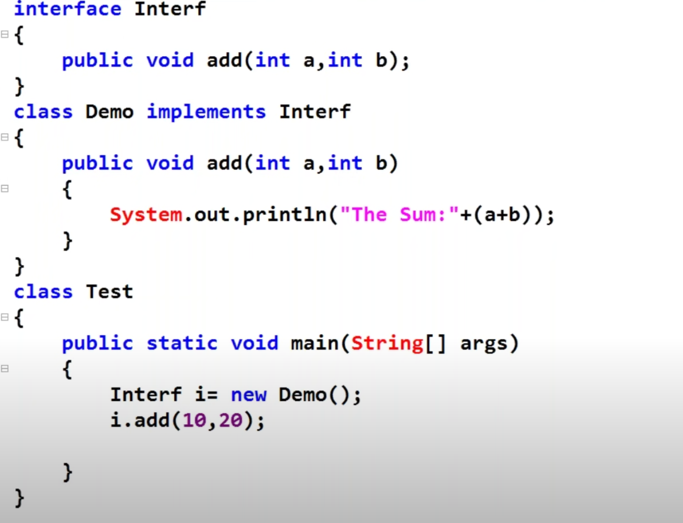 interface Interf
{
public void add(int a,int b);
}
class Demo implements Interf
{
public void add(int a,int b)
{
System.out.println("The Sum:"+(a+b));
}
}
class Test
{
public static void main(String[] args)
{
Interf i= new Demo();
i.add(10,20);
}
}